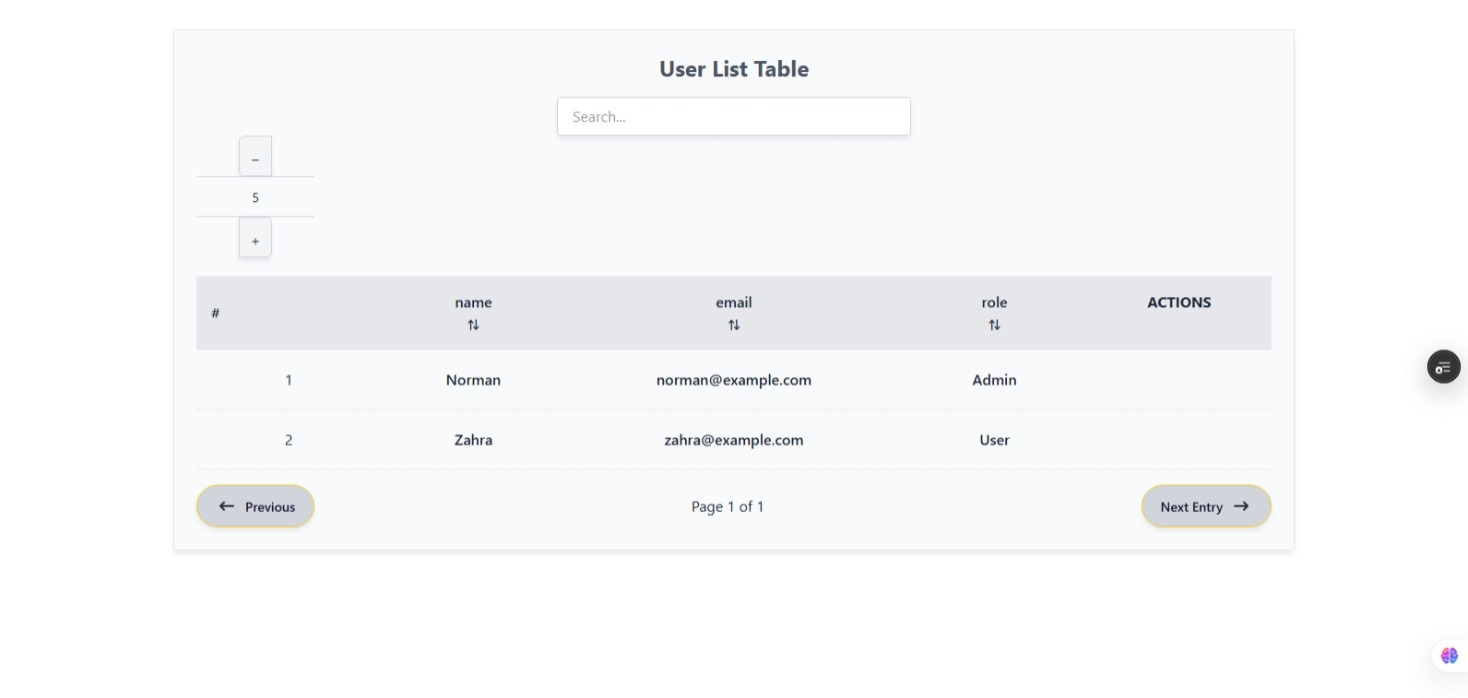 User List Table
Search...
–
5
+
# name email role ACTIONS
⇅ ⇅ ⇅
1 Norman norman@example.com Admin
2 Zahra zahra@example.com User
← Previous Page 1 of 1 Next Entry →